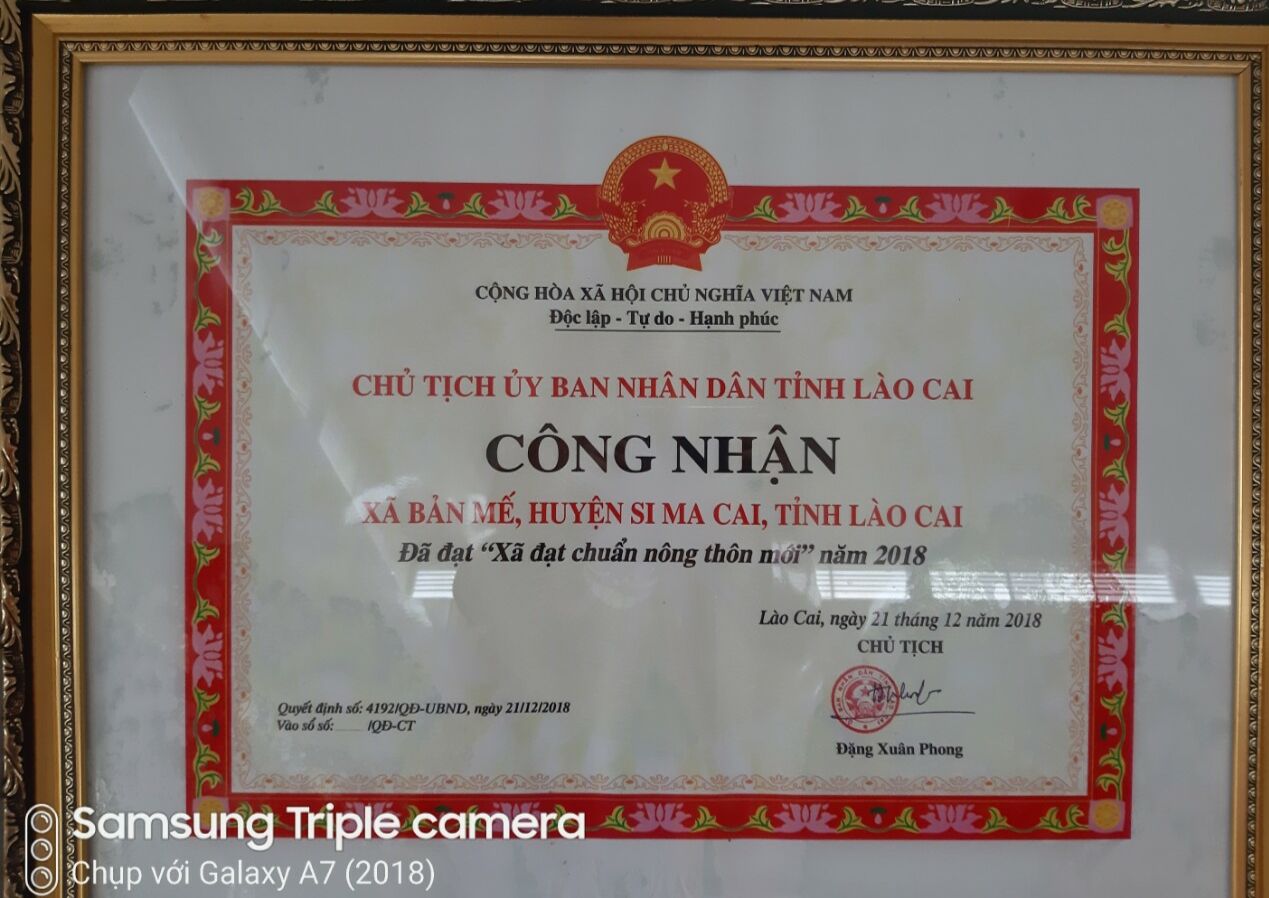 CỘNG HÒA XÃ HỘI CHỦ NGHĨA VIỆT NAM
Độc lập - Tự do - Hạnh phúc
CHỦ TỊCH ỦY BAN NHÂN DÂN TỈNH LÀO CAI
CÔNG NHẬN
XÃ BẢN MẾ, HUYỆN SI MA CAI, TỈNH LÀO CAI
Đã đạt “Xã đạt chuẩn nông thôn mới” năm 2018
Lào Cai, ngày 21 tháng 12 năm 2018
CHỦ TỊCH
Quyết định số: 4192/QĐ-UBND, ngày 21/12/2018
Vào sổ số: /QĐ-CT
Đặng Xuân Phong
Samsung Triple camera
Chụp với Galaxy A7 (2018)